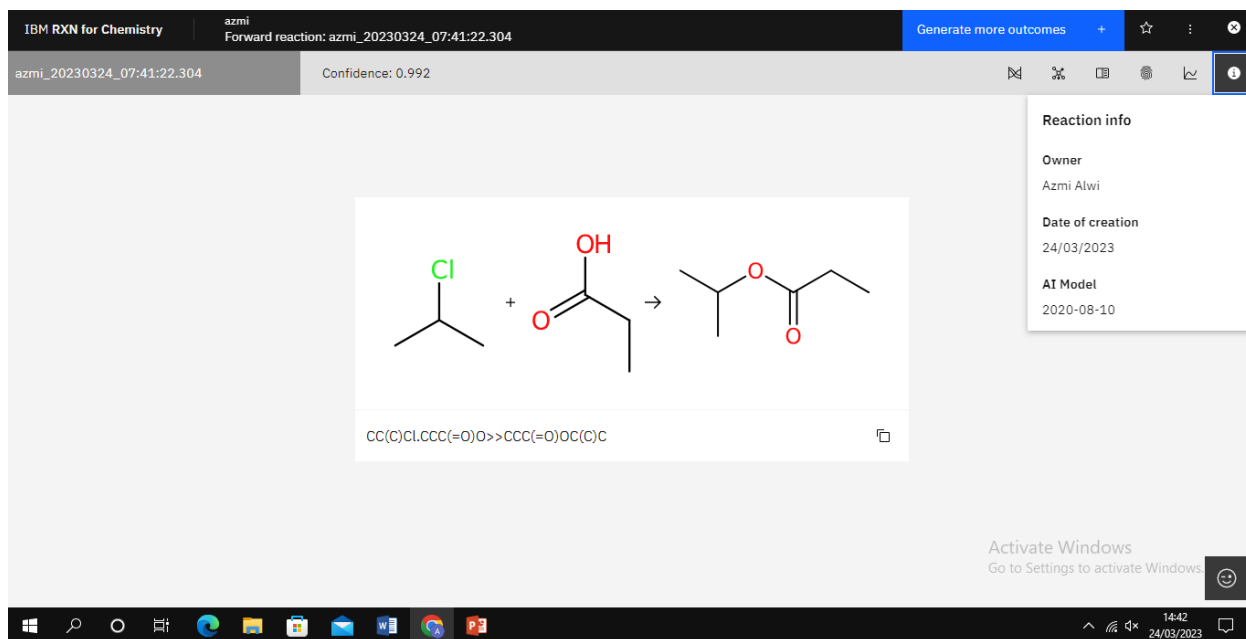 IBM RXN for Chemistry
azmi
Forward reaction: azmi_20230324_07:41:22.304
Generate more outcomes +
azmi_20230324_07:41:22.304
Confidence: 0.992
Reaction info
Owner
Azmi Alwi
Date of creation
24/03/2023
AI Model
2020-08-10
Cl
+
O
OH
→
O
O
CC(C)Cl.CCC(=O)O>>CCC(=O)OC(C)C
Activate Windows
Go to Settings to activate Windows.
14:42
24/03/2023